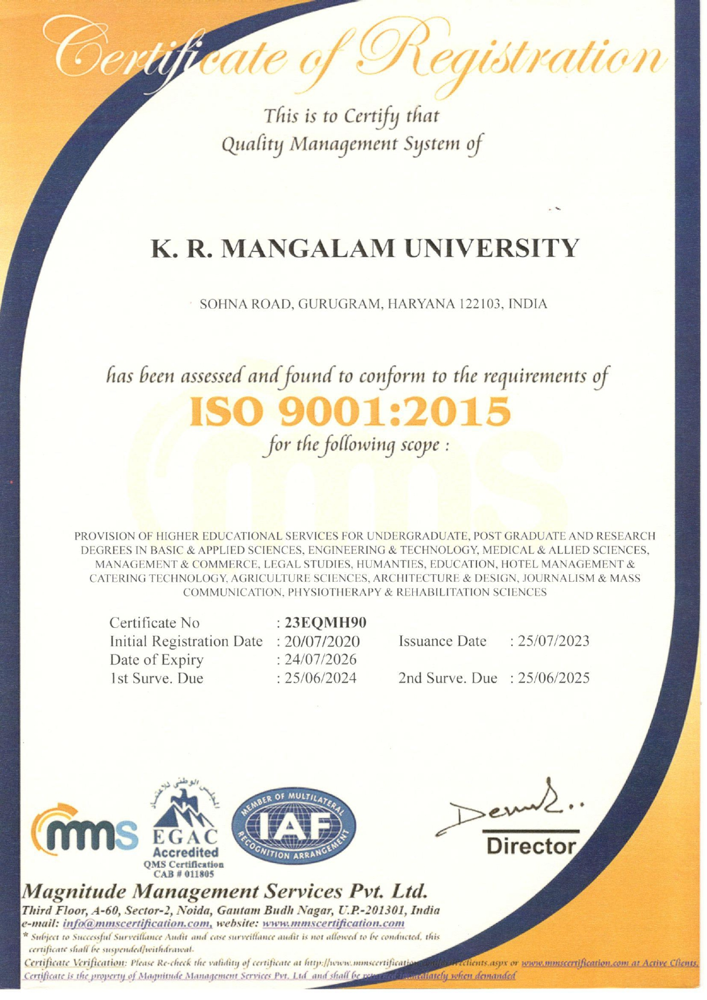 Certificate of Registration
This is to Certify that
Quality Management System of
K. R. MANGALAM UNIVERSITY
SOHNA ROAD, GURUGRAM, HARYANA 122103, INDIA
has been assessed and found to conform to the requirements of
ISO 9001:2015
for the following scope :
mms
PROVISION OF HIGHER EDUCATIONAL SERVICES FOR UNDERGRADUATE, POST GRADUATE AND RESEARCH
DEGREES IN BASIC & APPLIED SCIENCES, ENGINEERING & TECHNOLOGY, MEDICAL & ALLIED SCIENCES,
MANAGEMENT & COMMERCE, LEGAL STUDIES, HUMANTIES, EDUCATION, HOTEL MANAGEMENT &
CATERING TECHNOLOGY, AGRICULTURE SCIENCES, ARCHITECTURE & DESIGN, JOURNALISM & MASS
COMMUNICATION, PHYSIOTHERAPY & REHABILITATION SCIENCES
Certificate No : 23EQMH90
Initial Registration Date : 20/07/2020 Issuance Date : 25/07/2023
Date of Expiry : 24/07/2026
1st Surve. Due : 25/06/2024 2nd Surve. Due : 25/06/2025
mms
المجلس الوطنى للاعتماد
EGAC
Accredited
QMS Certification
CAB # 011805
MEMBER OF MULTILATERAL
IAF
RECOGNITION ARRANGEMENT
Director
Magnitude Management Services Pvt. Ltd.
Third Floor, A-60, Sector-2, Noida, Gautam Budh Nagar, U.P.-201301, India
e-mail: info@mmscertification.com, website: www.mmscertification.com
* Subject to Successful Surveillance Audit and case surveillance audit is not allowed to be conducted, this
certificate shall be suspended/withdrawal.
Certificate Verification: Please Re-check the validity of certificate at http://www.mmscertification or www.mmscertification.com at Active Clients.
Certificate is the property of Magnitude Management Services Pvt. Ltd and shall be immediately when demanded